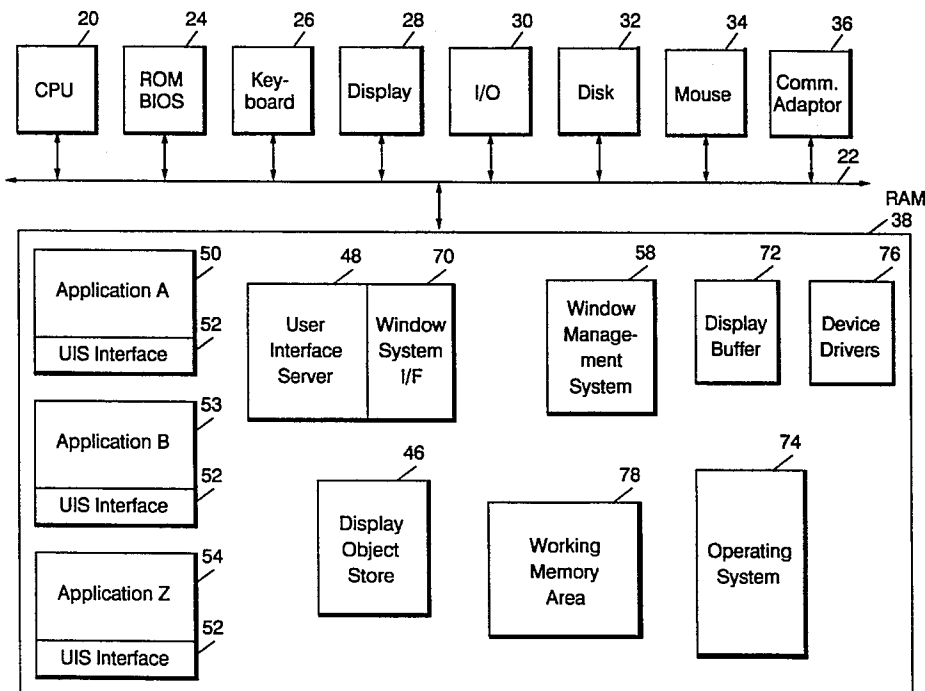 20
24
26
28
30
32
34
36
CPU
ROM
BIOS
Key-
board
Display
I/O
Disk
Mouse
Comm.
Adaptor
22
RAM
38
50
Application A
52
UIS Interface
48
70
User
Interface
Server
Window
System
I/F
58
Window
Manage-
ment
System
72
Display
Buffer
76
Device
Drivers
53
Application B
52
UIS Interface
46
Display
Object
Store
78
Working
Memory
Area
74
Operating
System
54
Application Z
52
UIS Interface